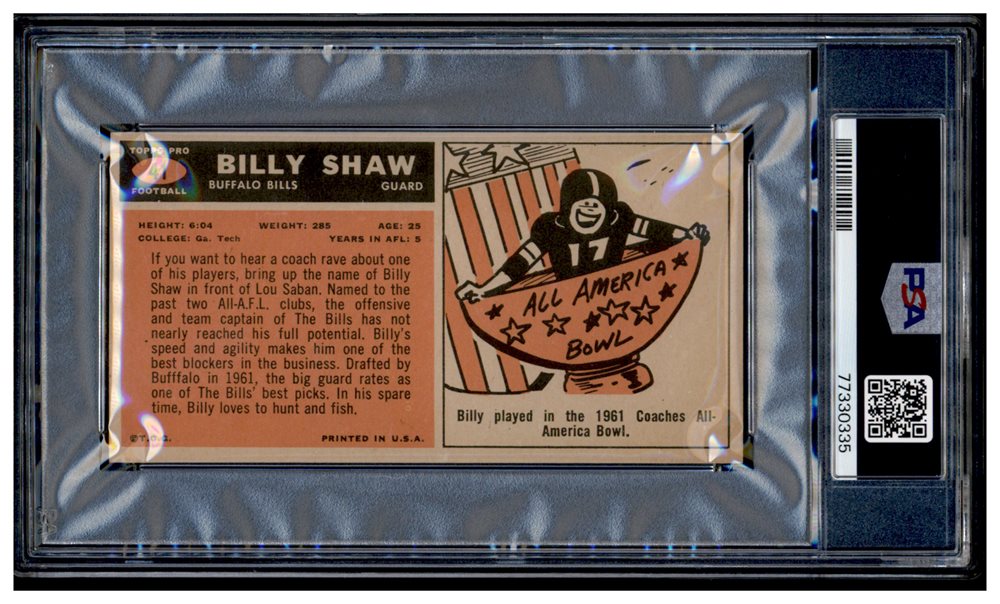 TOPPS PRO
4
FOOTBALL
BILLY SHAW
BUFFALO BILLS GUARD
HEIGHT: 6:04 WEIGHT: 285 AGE: 25
COLLEGE: Ga. Tech YEARS IN AFL: 5
If you want to hear a coach rave about one
of his players, bring up the name of Billy
Shaw in front of Lou Saban. Named to the
past two All-A.F.L. clubs, the offensive
and team captain of The Bills has not
nearly reached his full potential. Billy's
speed and agility makes him one of the
best blockers in the business. Drafted by
Bufffalo in 1961, the big guard rates as
one of The Bills' best picks. In his spare
time, Billy loves to hunt and fish.
©T.C.G. PRINTED IN U.S.A.
17
ALL AMERICA
BOWL
Billy played in the 1961 Coaches All-
America Bowl.
PSA
77330335